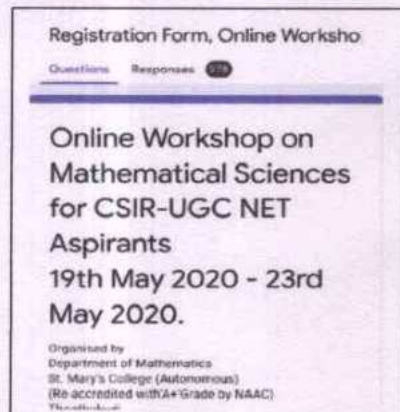 Registration Form, Online Worksho
Questions Responses
Online Workshop on
Mathematical Sciences
for CSIR-UGC NET
Aspirants
19th May 2020 - 23rd
May 2020.
Organised by
Department of Mathematics
St. Mary's College (Autonomous)
(Re accredited with'A+'Grade by NAAC)